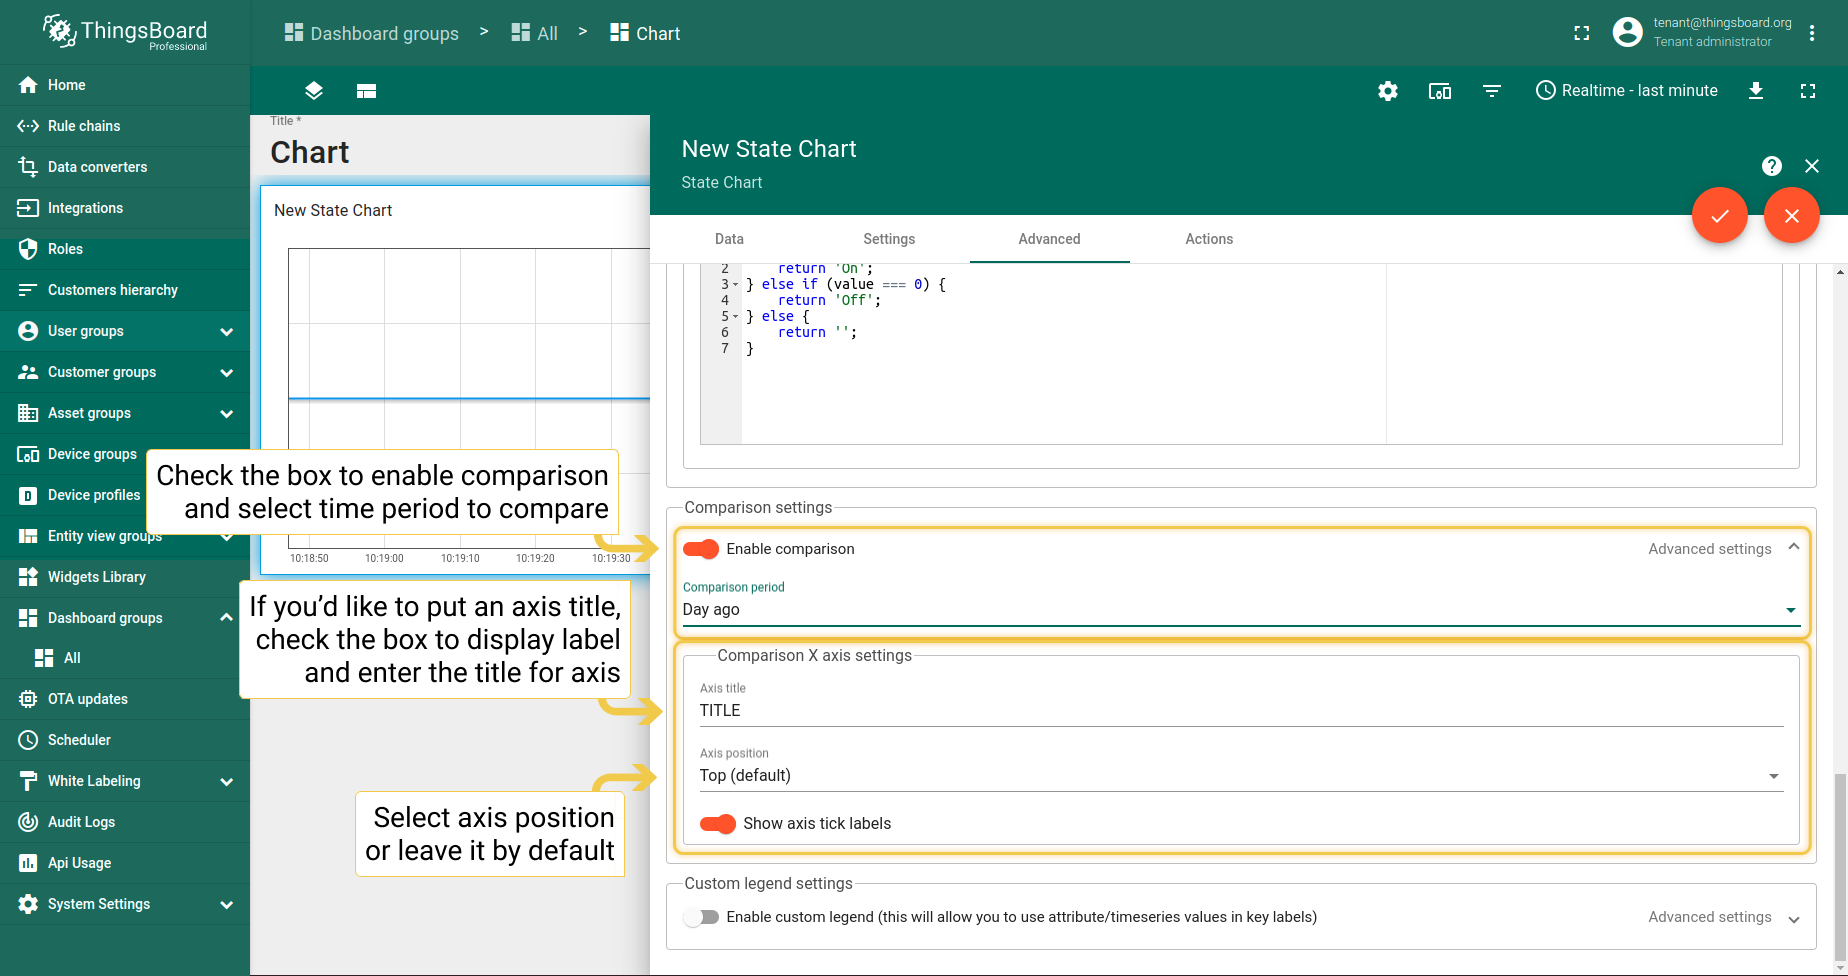 ThingsBoard
Professional
Dashboard groups > All > Chart
tenant@thingsboard.org
Tenant administrator
Home
Rule chains
Data converters
Integrations
Roles
Customers hierarchy
User groups
Customer groups
Asset groups
Device groups
Device profiles
Entity view groups
Widgets Library
Dashboard groups
All
OTA updates
Scheduler
White Labeling
Audit Logs
Api Usage
System Settings
Realtime - last minute
Title *
Chart
New State Chart
10:18:50 10:19:00 10:19:10 10:19:20 10:19:30
Check the box to enable comparison
and select time period to compare
If you’d like to put an axis title,
check the box to display label
and enter the title for axis
Select axis position
or leave it by default
New State Chart
State Chart
Data Settings Advanced Actions
2 return 'On';
3 } else if (value === 0) {
4 return 'Off';
5 } else {
6 return '';
7 }
Comparison settings
Enable comparison Advanced settings
Comparison period
Day ago
Comparison X axis settings
Axis title
TITLE
Axis position
Top (default)
Show axis tick labels
Custom legend settings
Enable custom legend (this will allow you to use attribute/timeseries values in key labels) Advanced settings